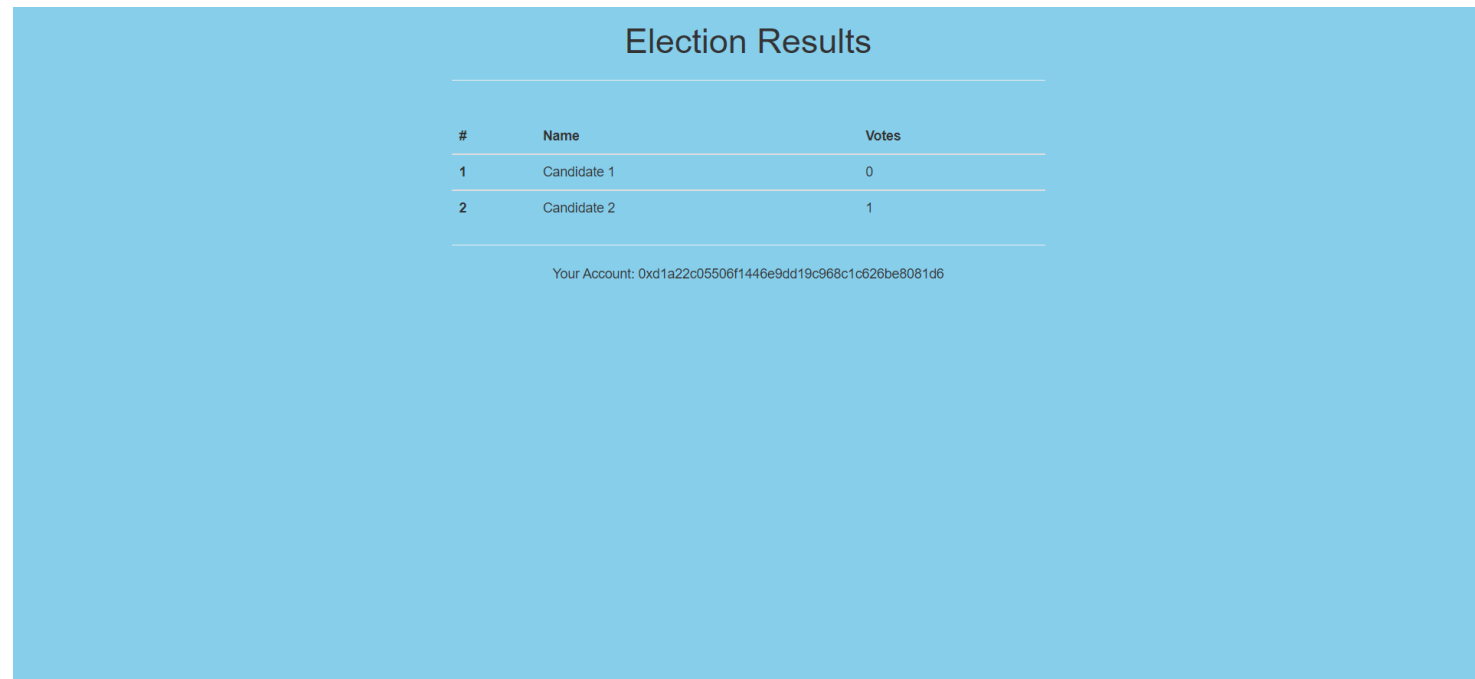 Election Results
# Name Votes
1 Candidate 1 0
2 Candidate 2 1
Your Account: 0xd1a22c05506f1446e9dd19c968c1c626be8081d6